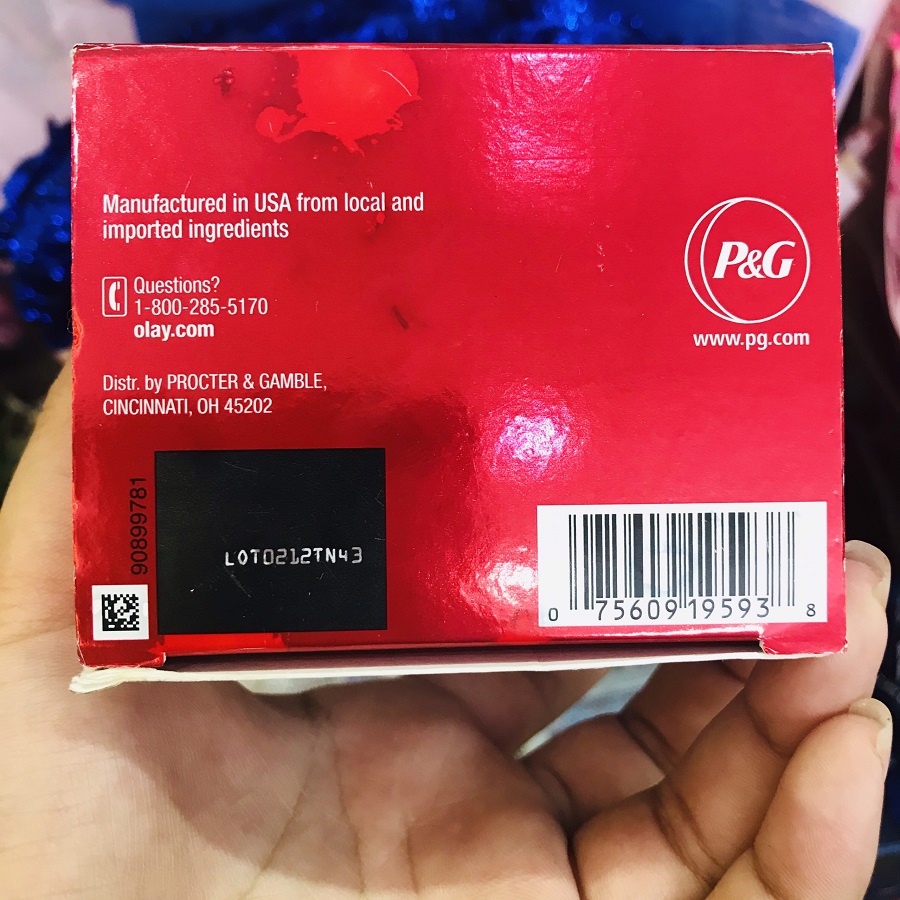 Manufactured in USA from local and
imported ingredients
Questions?
1-800-285-5170
olay.com
P&G
www.pg.com
Distr. by PROCTER & GAMBLE,
CINCINNATI, OH 45202
90899781
LOT0212TN43
0 75609 19593 8